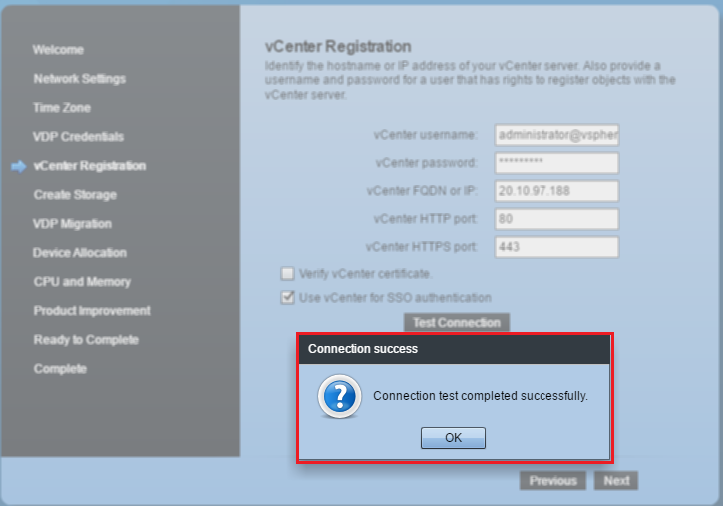 Welcome
Network Settings
Time Zone
VDP Credentials
vCenter Registration
Create Storage
VDP Migration
Device Allocation
CPU and Memory
Product Improvement
Ready to Complete
Complete
vCenter Registration
Identify the hostname or IP address of your vCenter server. Also provide a
username and password for a user that has rights to register objects with the
vCenter server.
vCenter username: administrator@vspher
vCenter password: *********
vCenter FQDN or IP: 20.10.97.188
vCenter HTTP port: 80
vCenter HTTPS port: 443
Verify vCenter certificate.
Use vCenter for SSO authentication
Test Connection
Connection success
?
Connection test completed successfully.
OK
Previous Next